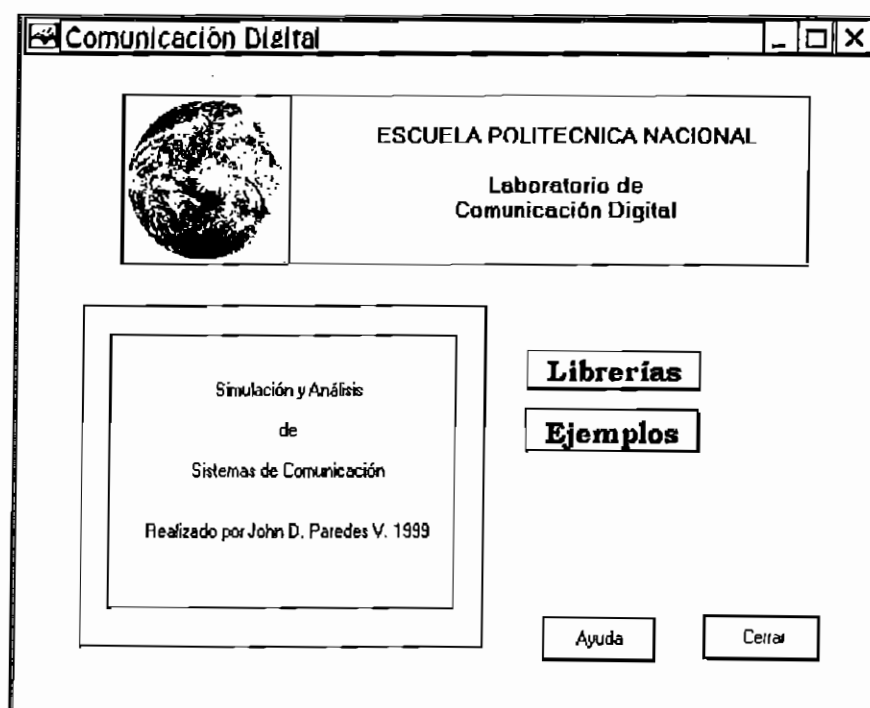 Comunicación Digital
ESCUELA POLITECNICA NACIONAL
Laboratorio de
Comunicación Digital
Simulación y Análisis
de
Sistemas de Comunicación
Realizado por John D. Paredes V. 1999
Librerías
Ejemplos
Ayuda
Cerrar